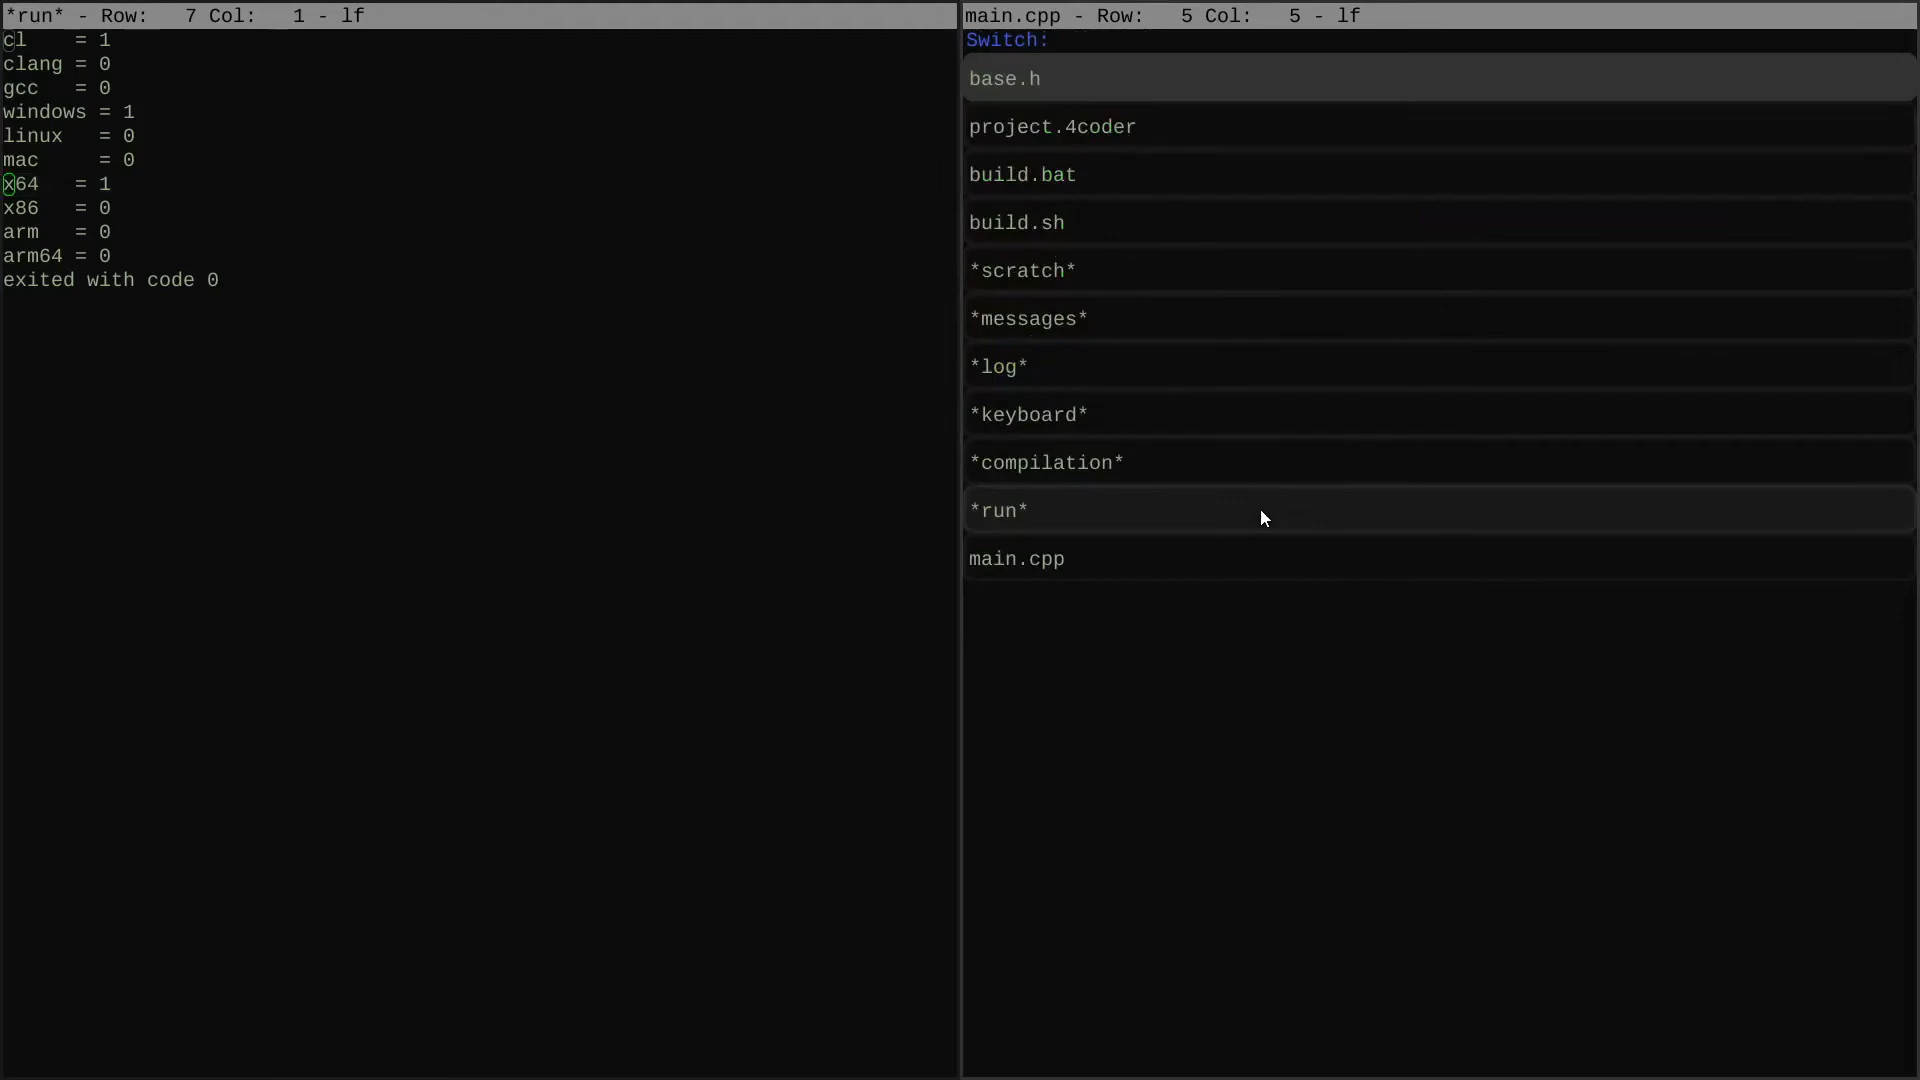 *run* - Row:   7 Col:   1 - lf
cl    = 1
clang = 0
gcc   = 0
windows = 1
linux   = 0
mac     = 0
x64   = 1
x86   = 0
arm   = 0
arm64 = 0
exited with code 0
main.cpp - Row:   5 Col:   5 - lf
Switch:
base.h
project.4coder
build.bat
build.sh
*scratch*
*messages*
*log*
*keyboard*
*compilation*
*run*
main.cpp